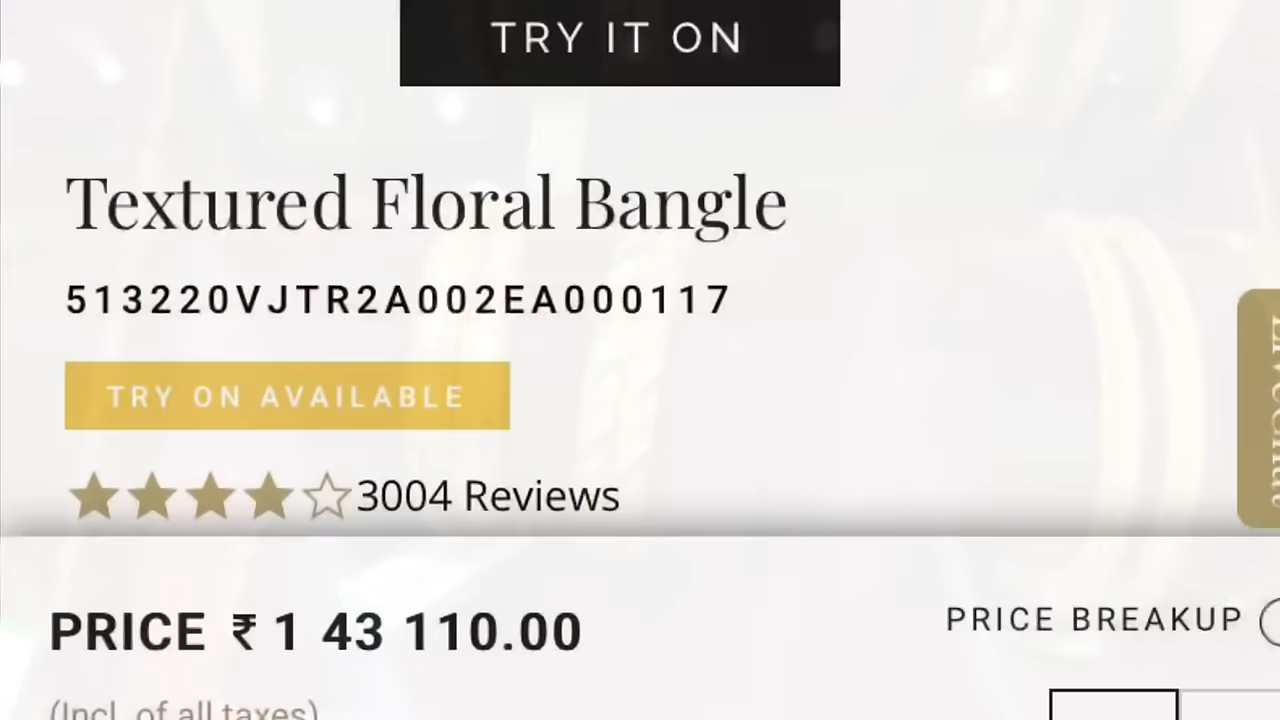 TRY IT ON
Textured Floral Bangle
513220VJTR2A002EA000117
TRY ON AVAILABLE
3004 Reviews
PRICE ₹ 1 43 110.00
PRICE BREAKUP
(Incl. of all taxes)